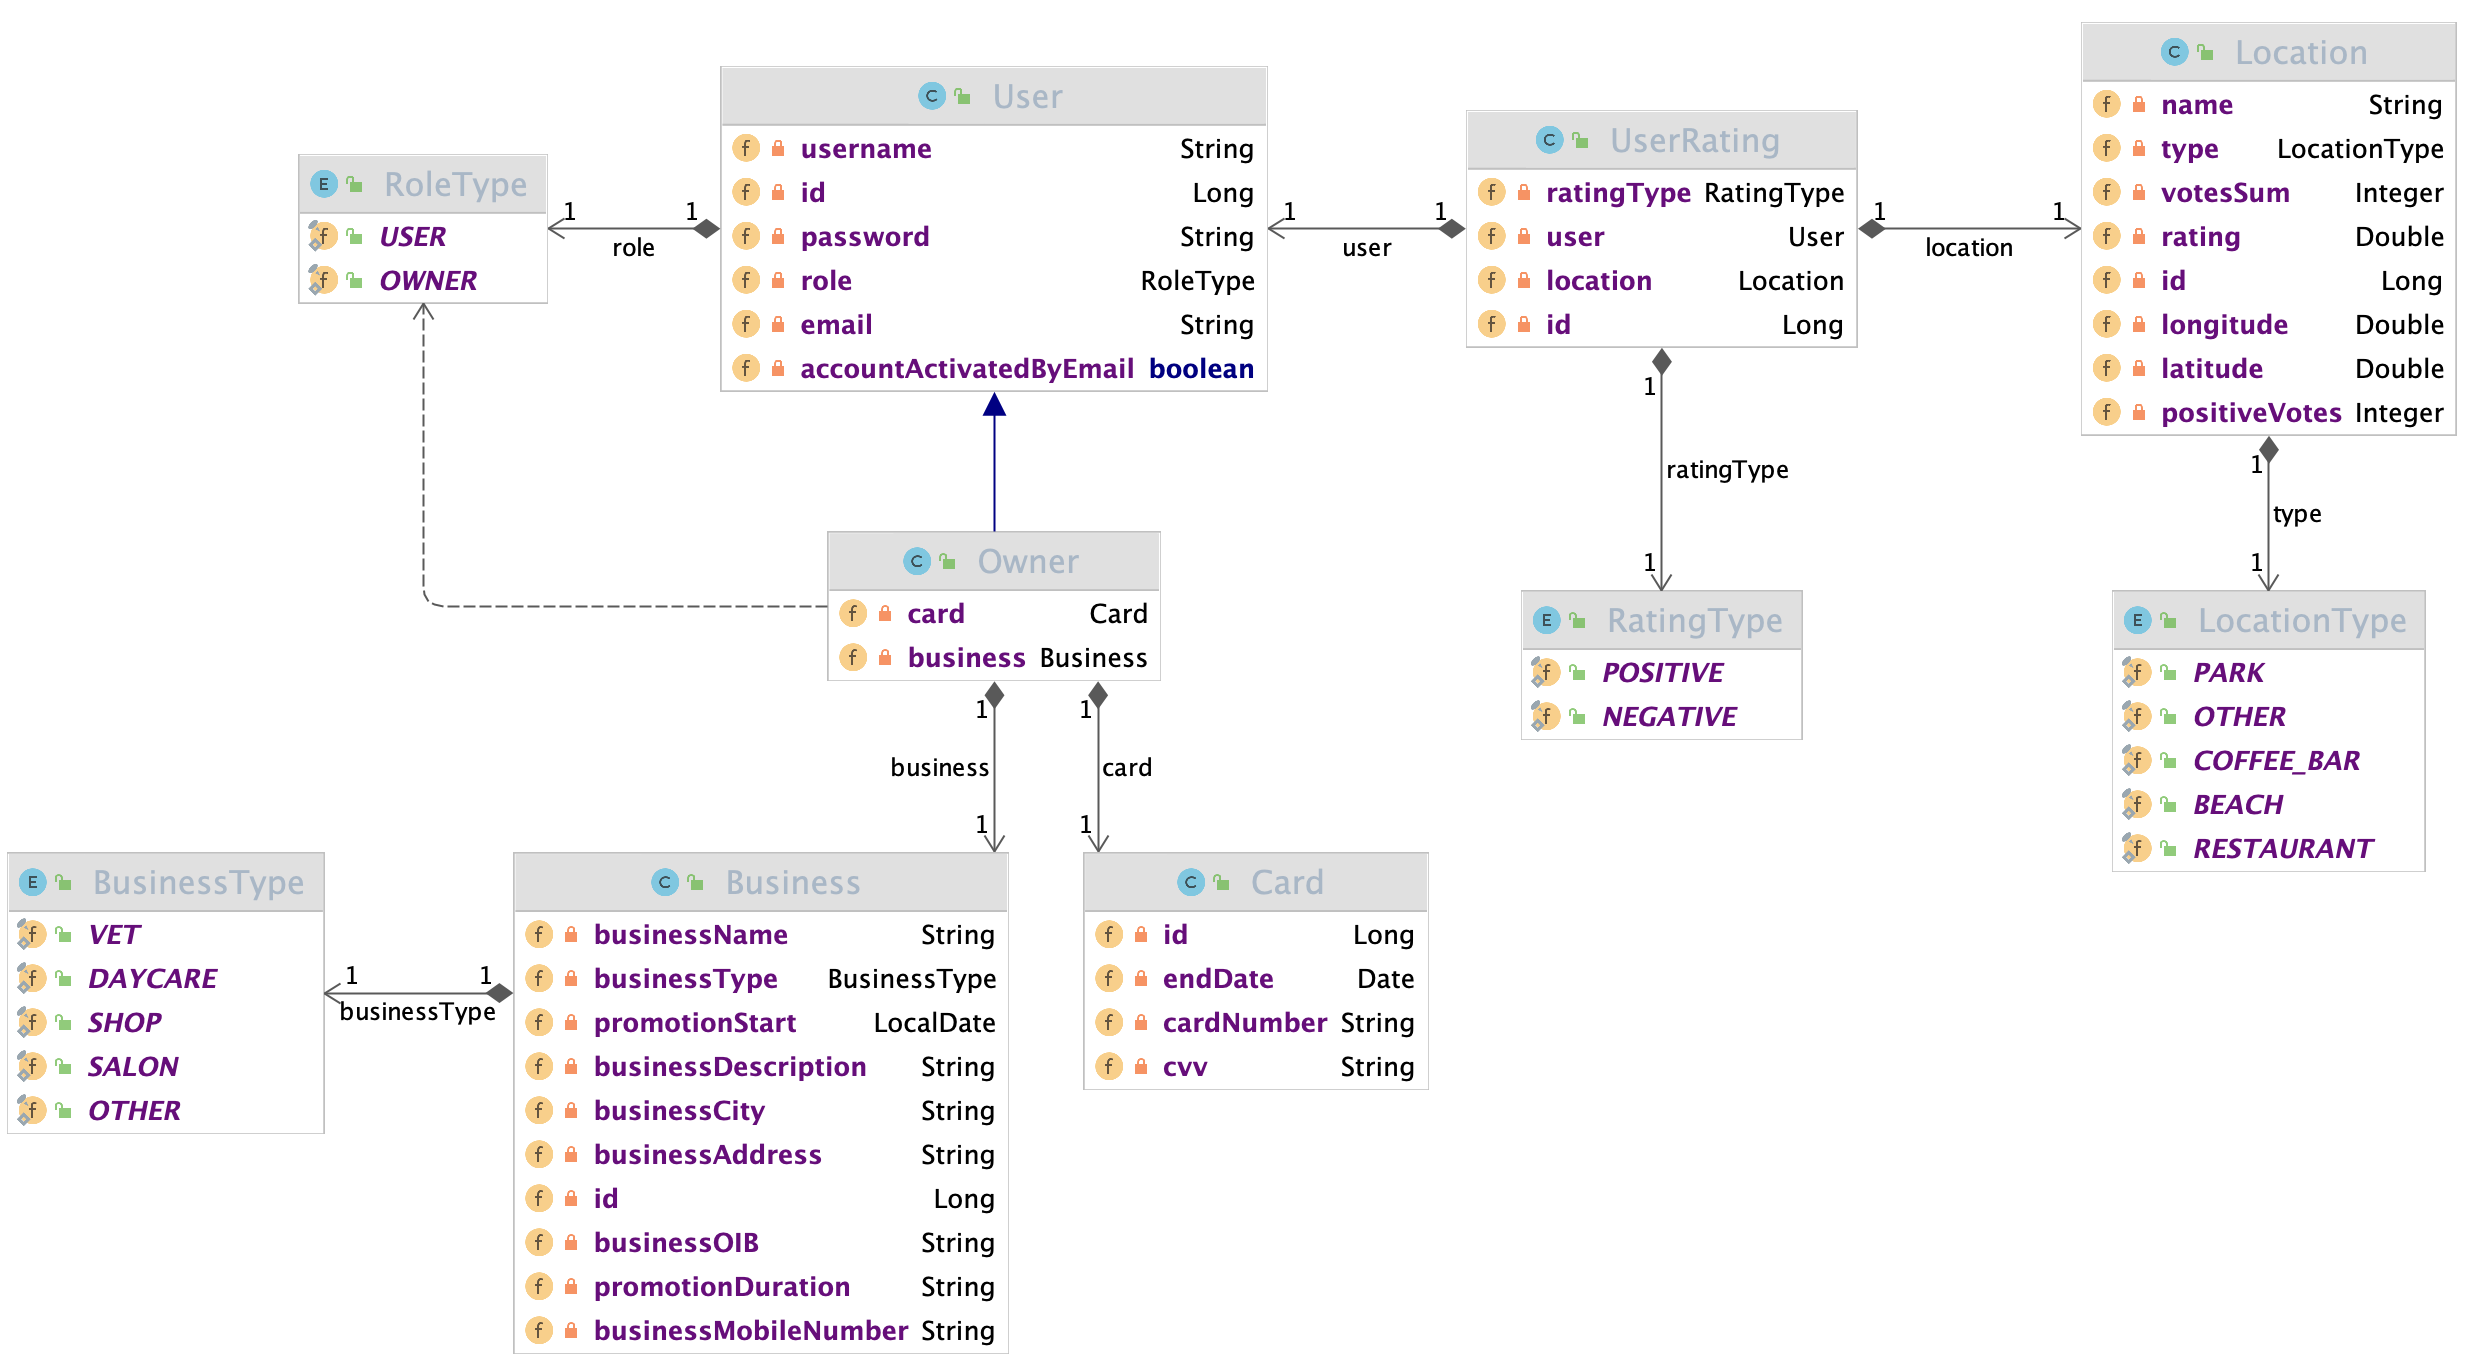 User
username String
id Long
password String
role RoleType
email String
accountActivatedByEmail boolean
RoleType
USER
OWNER
1 1
role
UserRating
ratingType RatingType
user User
location Location
id Long
1 1
user
Location
name String
type LocationType
votesSum Integer
rating Double
id Long
longitude Double
latitude Double
positiveVotes Integer
1 1
location
1
ratingType
1
1
type
1
Owner
card Card
business Business
RatingType
POSITIVE
NEGATIVE
LocationType
PARK
OTHER
COFFEE_BAR
BEACH
RESTAURANT
1 1
business card
1 1
BusinessType
VET
DAYCARE
SHOP
SALON
OTHER
1 1
businessType
Business
businessName String
businessType BusinessType
promotionStart LocalDate
businessDescription String
businessCity String
businessAddress String
id Long
businessOIB String
promotionDuration String
businessMobileNumber String
Card
id Long
endDate Date
cardNumber String
cvv String